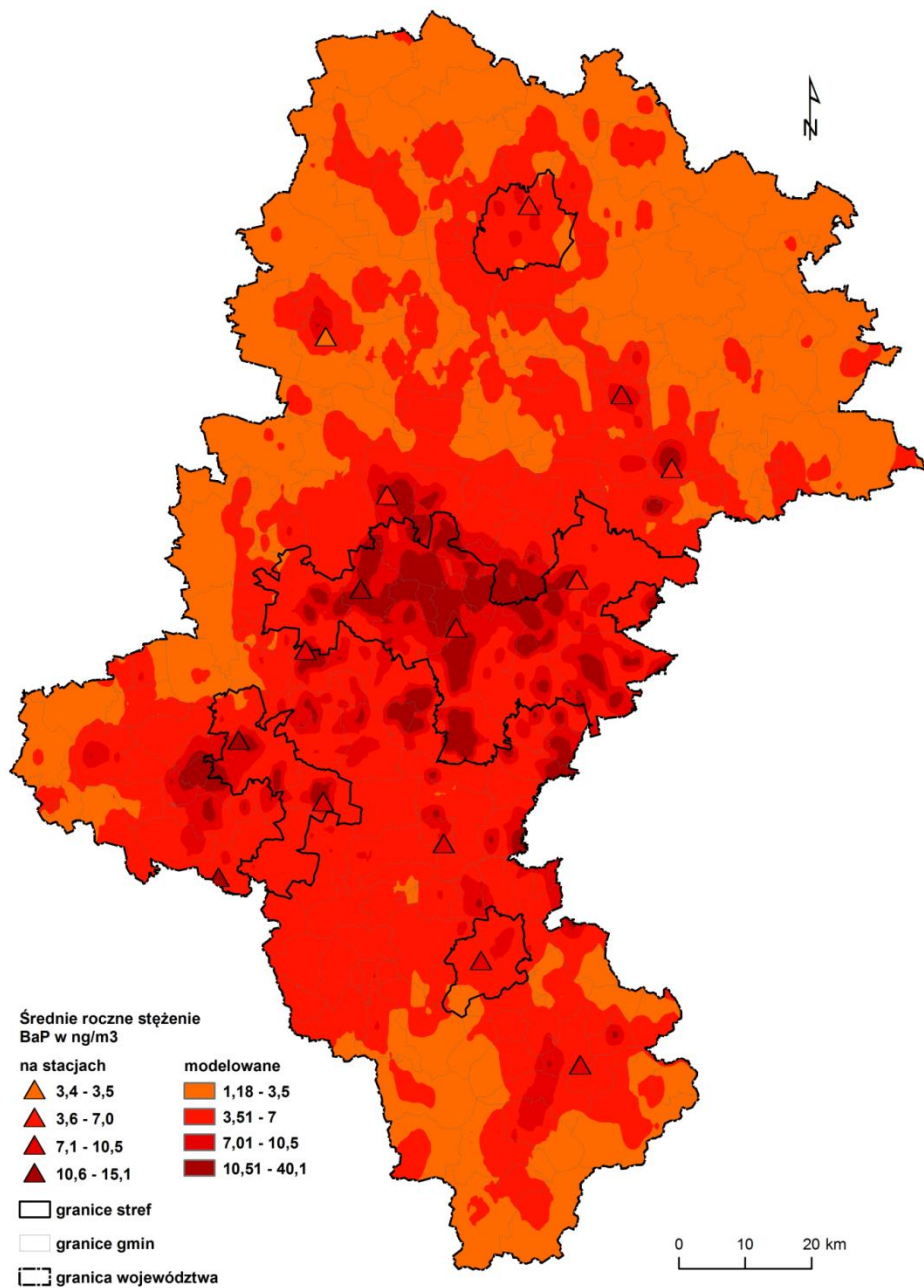 N
Średnie roczne stężenie
BaP w ng/m3
na stacjach
3,4 - 3,5
3,6 - 7,0
7,1 - 10,5
10,6 - 15,1
modelowane
1,18 - 3,5
3,51 - 7
7,01 - 10,5
10,51 - 40,1
granice stref
granice gmin
granica województwa
0 10 20 km